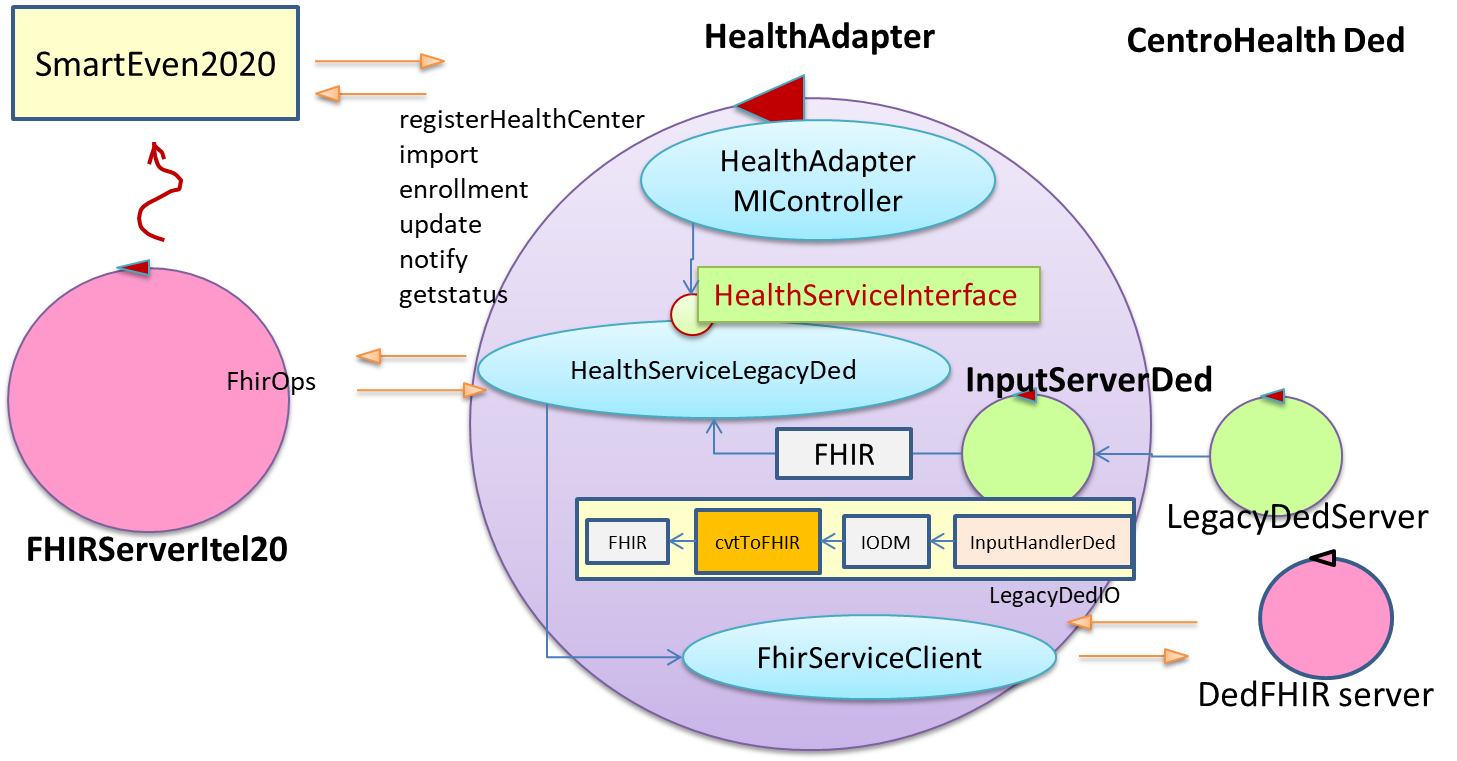 HealthAdapter
CentroHealth Ded
SmartEven2020
registerHealthCenter
import
enrollment
update
notify
getstatus
HealthAdapter
MIController
HealthServiceInterface
HealthServiceLegacyDed
FhirOps
InputServerDed
FHIR
LegacyDedServer
FHIRServerItel20
FHIR
cvtToFHIR
IODM
InputHandlerDed
LegacyDedIO
FhirServiceClient
DedFHIR server